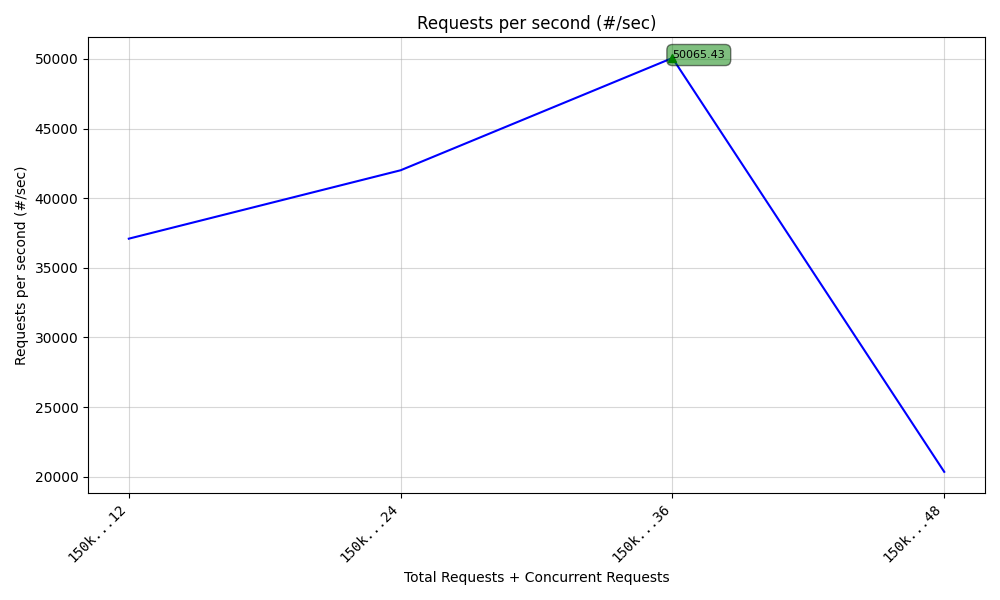 Requests per second (#/sec)
50065.43
50000
45000
40000
35000
30000
25000
20000
Requests per second (#/sec)
150k...12
150k...24
150k...36
150k...48
Total Requests + Concurrent Requests